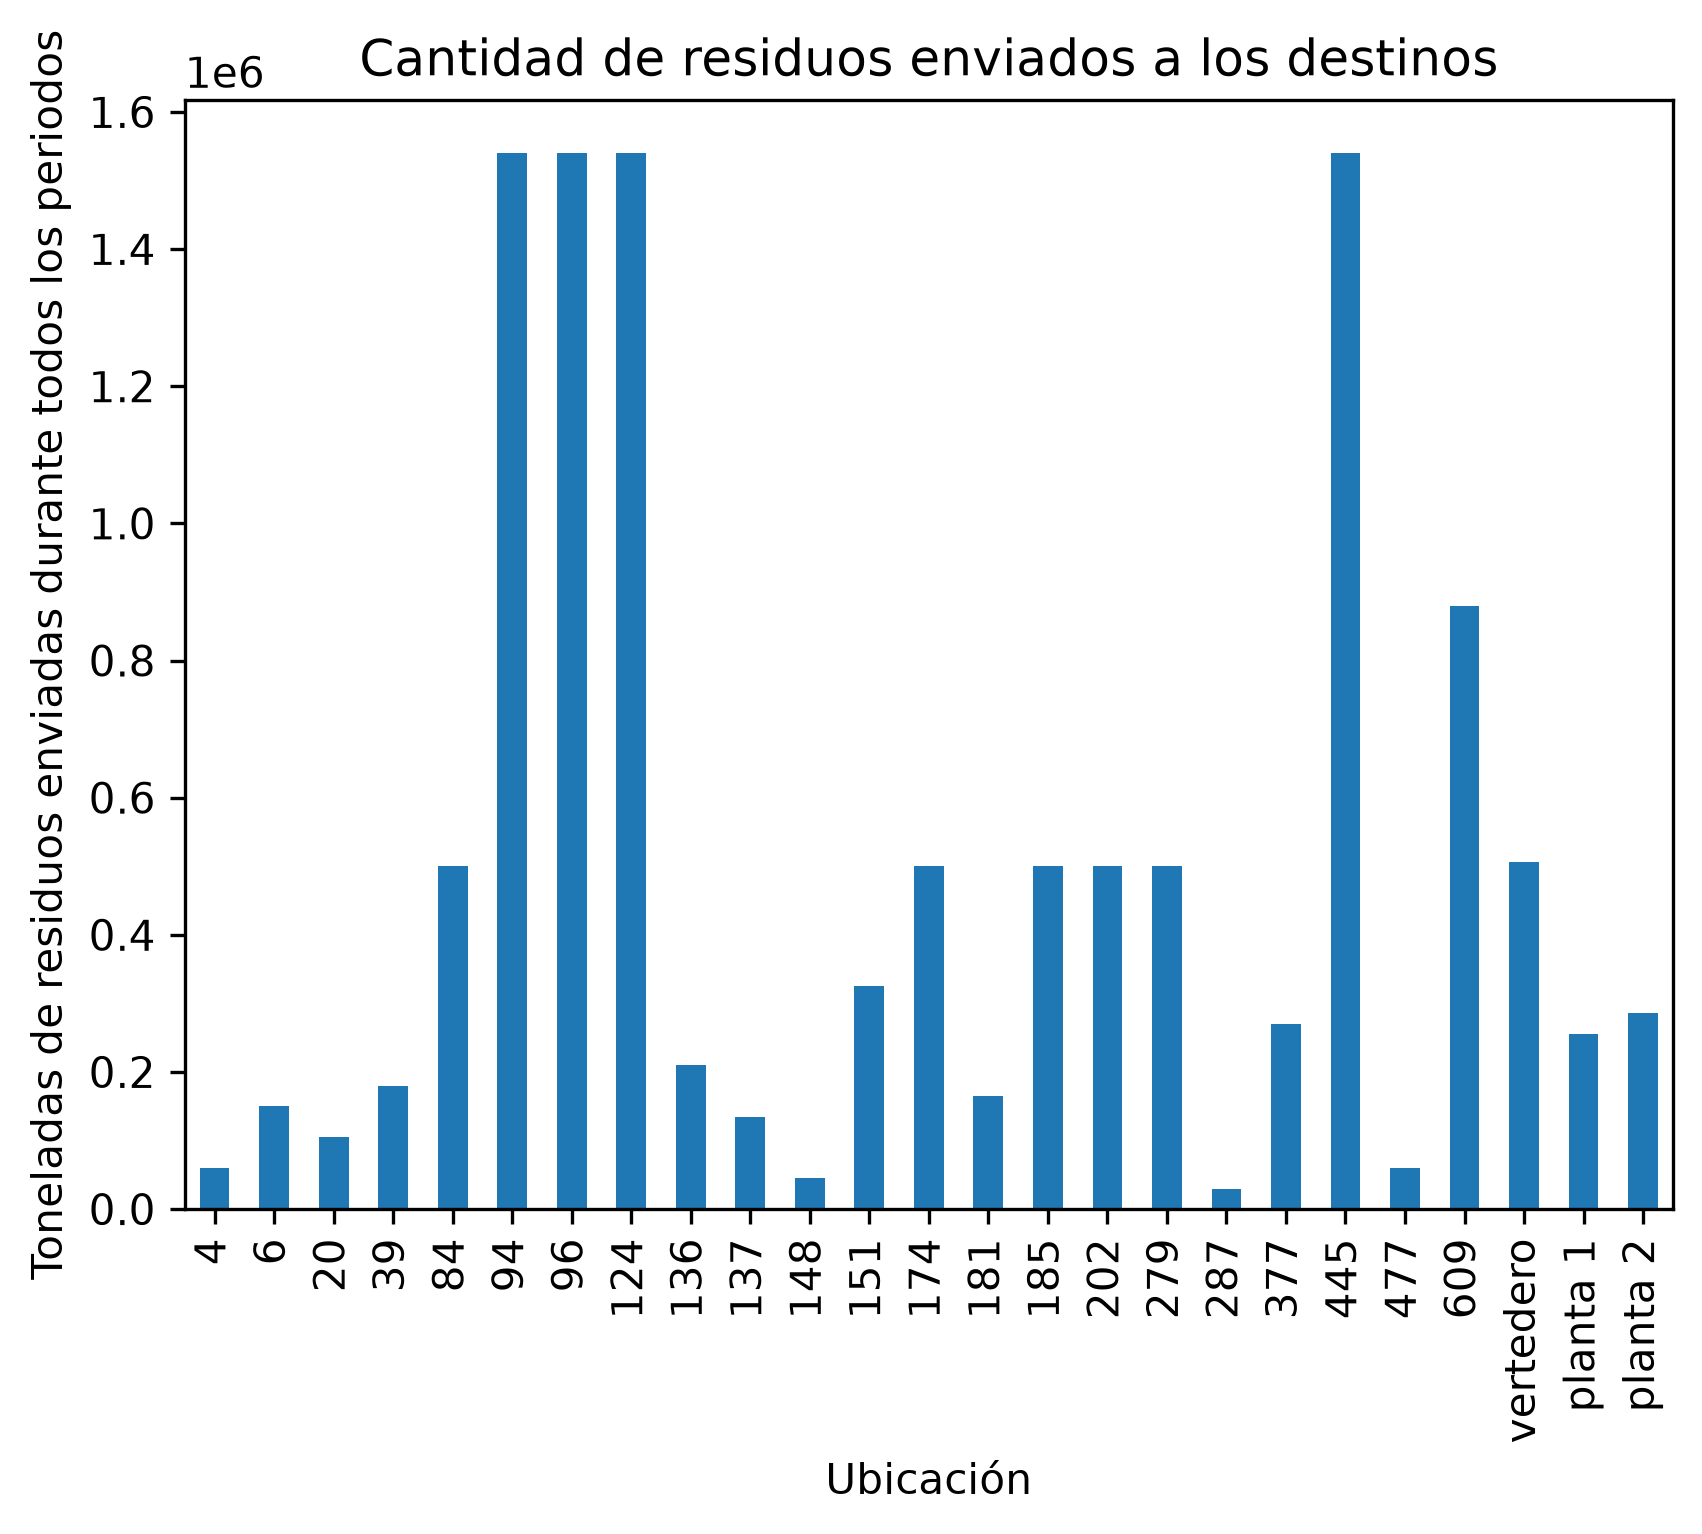 Cantidad de residuos enviados a los destinos
1e6
Toneladas de residuos enviadas durante todos los periodos
1.6
1.4
1.2
1.0
0.8
0.6
0.4
0.2
0.0
4 6 20 39 84 94 96 124 136 137 148 151 174 181 185 202 279 287 377 445 477 609 vertedero planta 1 planta 2
Ubicación